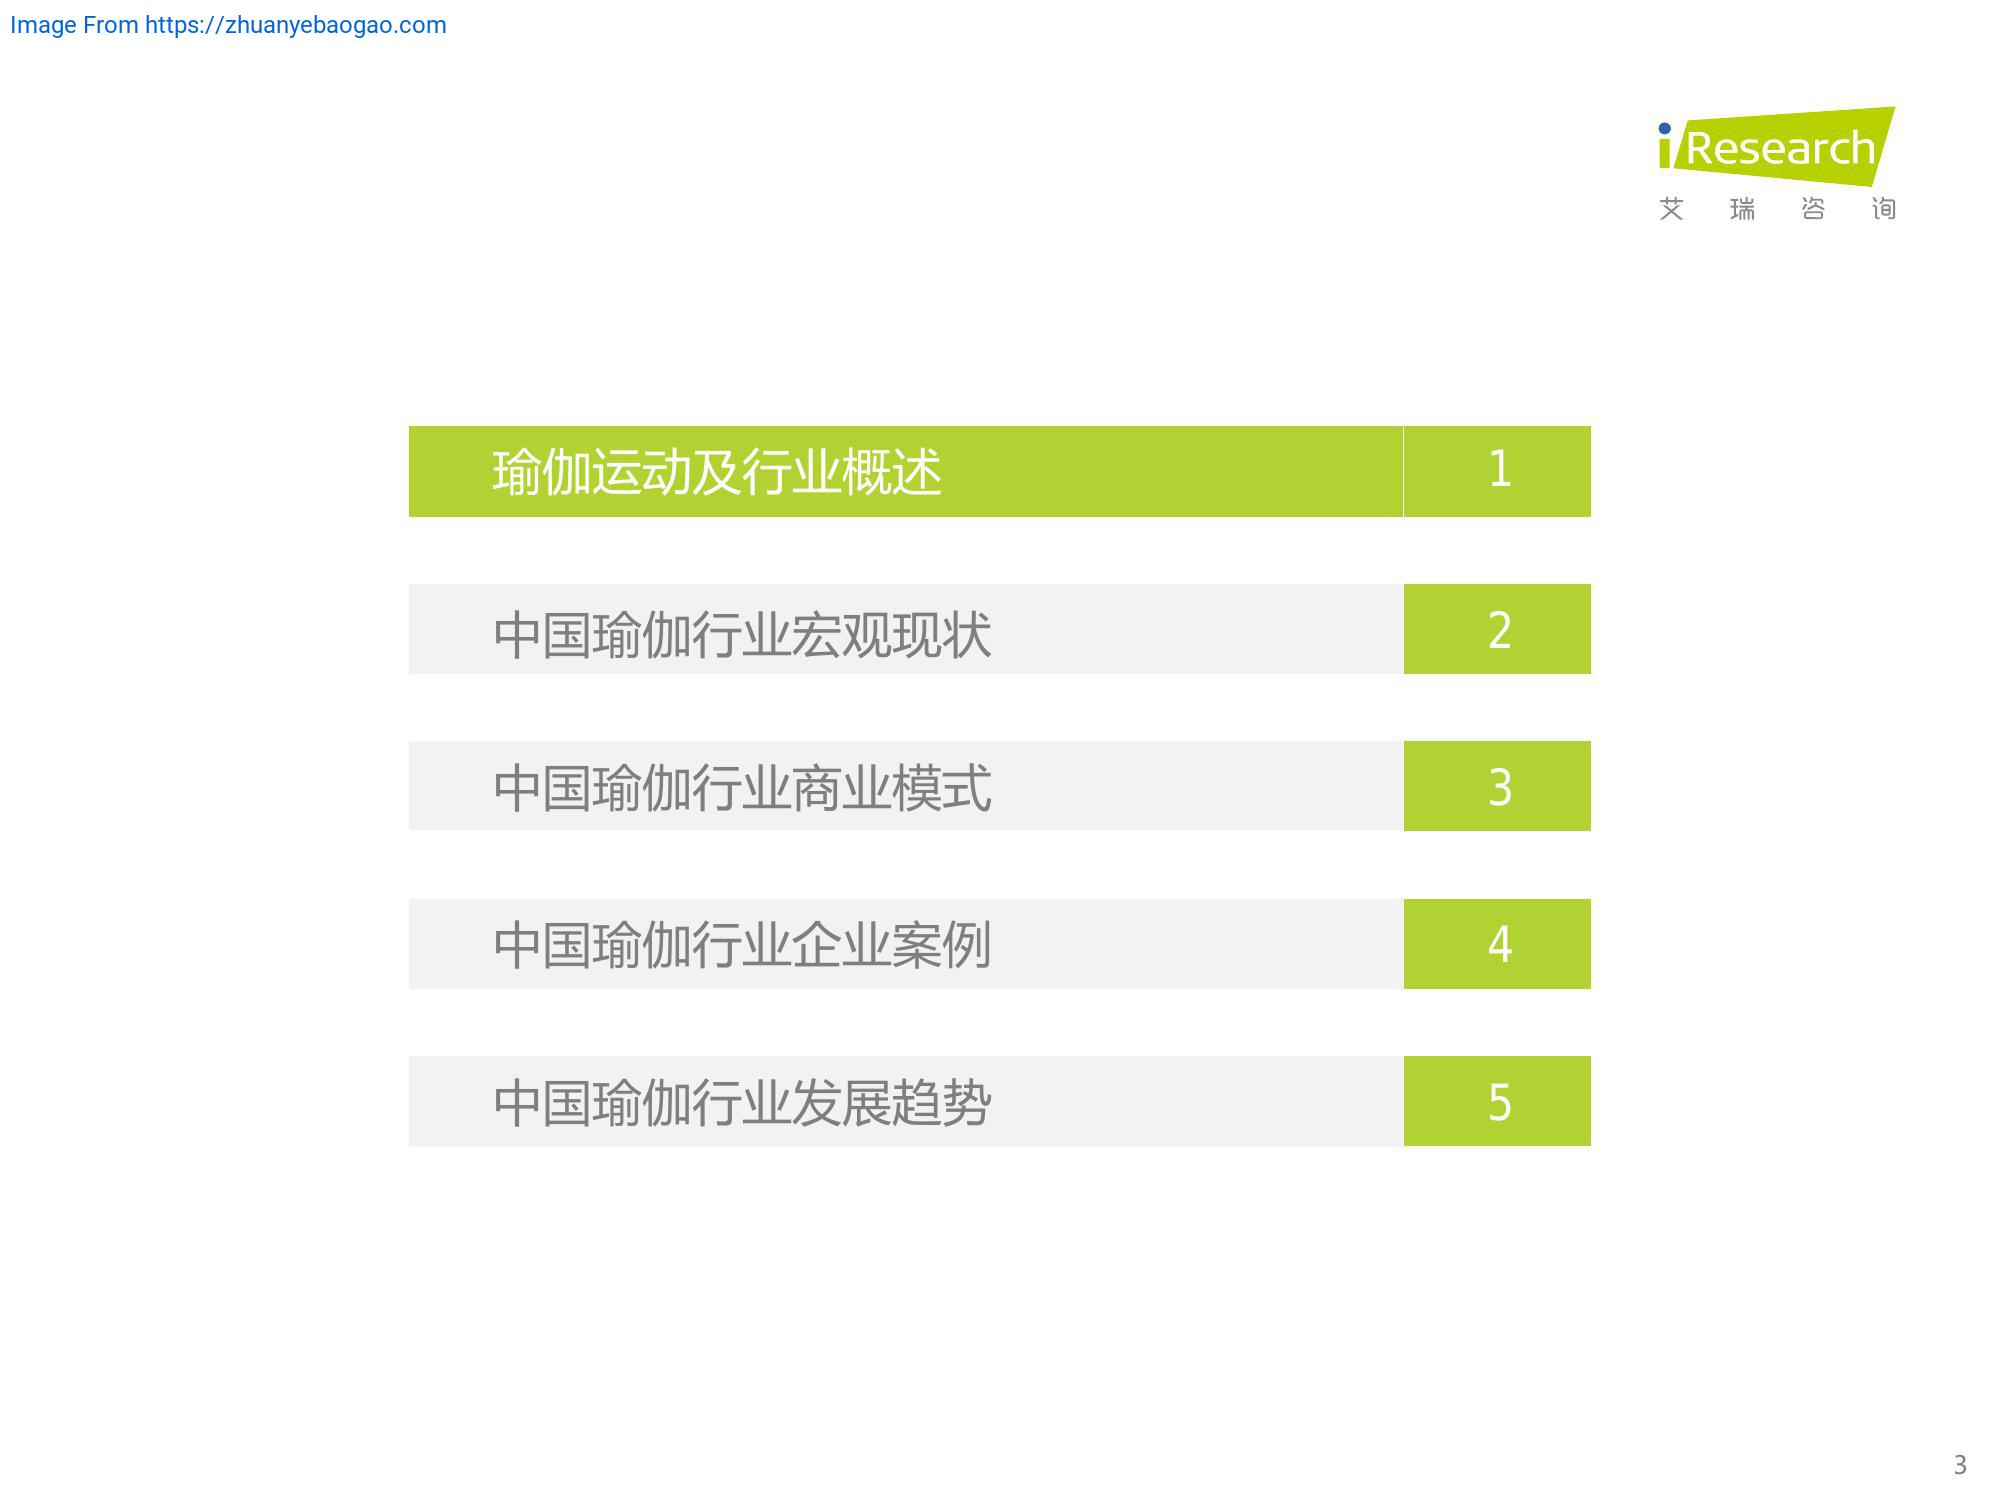 Image From https://zhuanyebaogao.com
iResearch
艾瑞咨询
瑜伽运动及行业概述 1
中国瑜伽行业宏观现状 2
中国瑜伽行业商业模式 3
中国瑜伽行业企业案例 4
中国瑜伽行业发展趋势 5
3